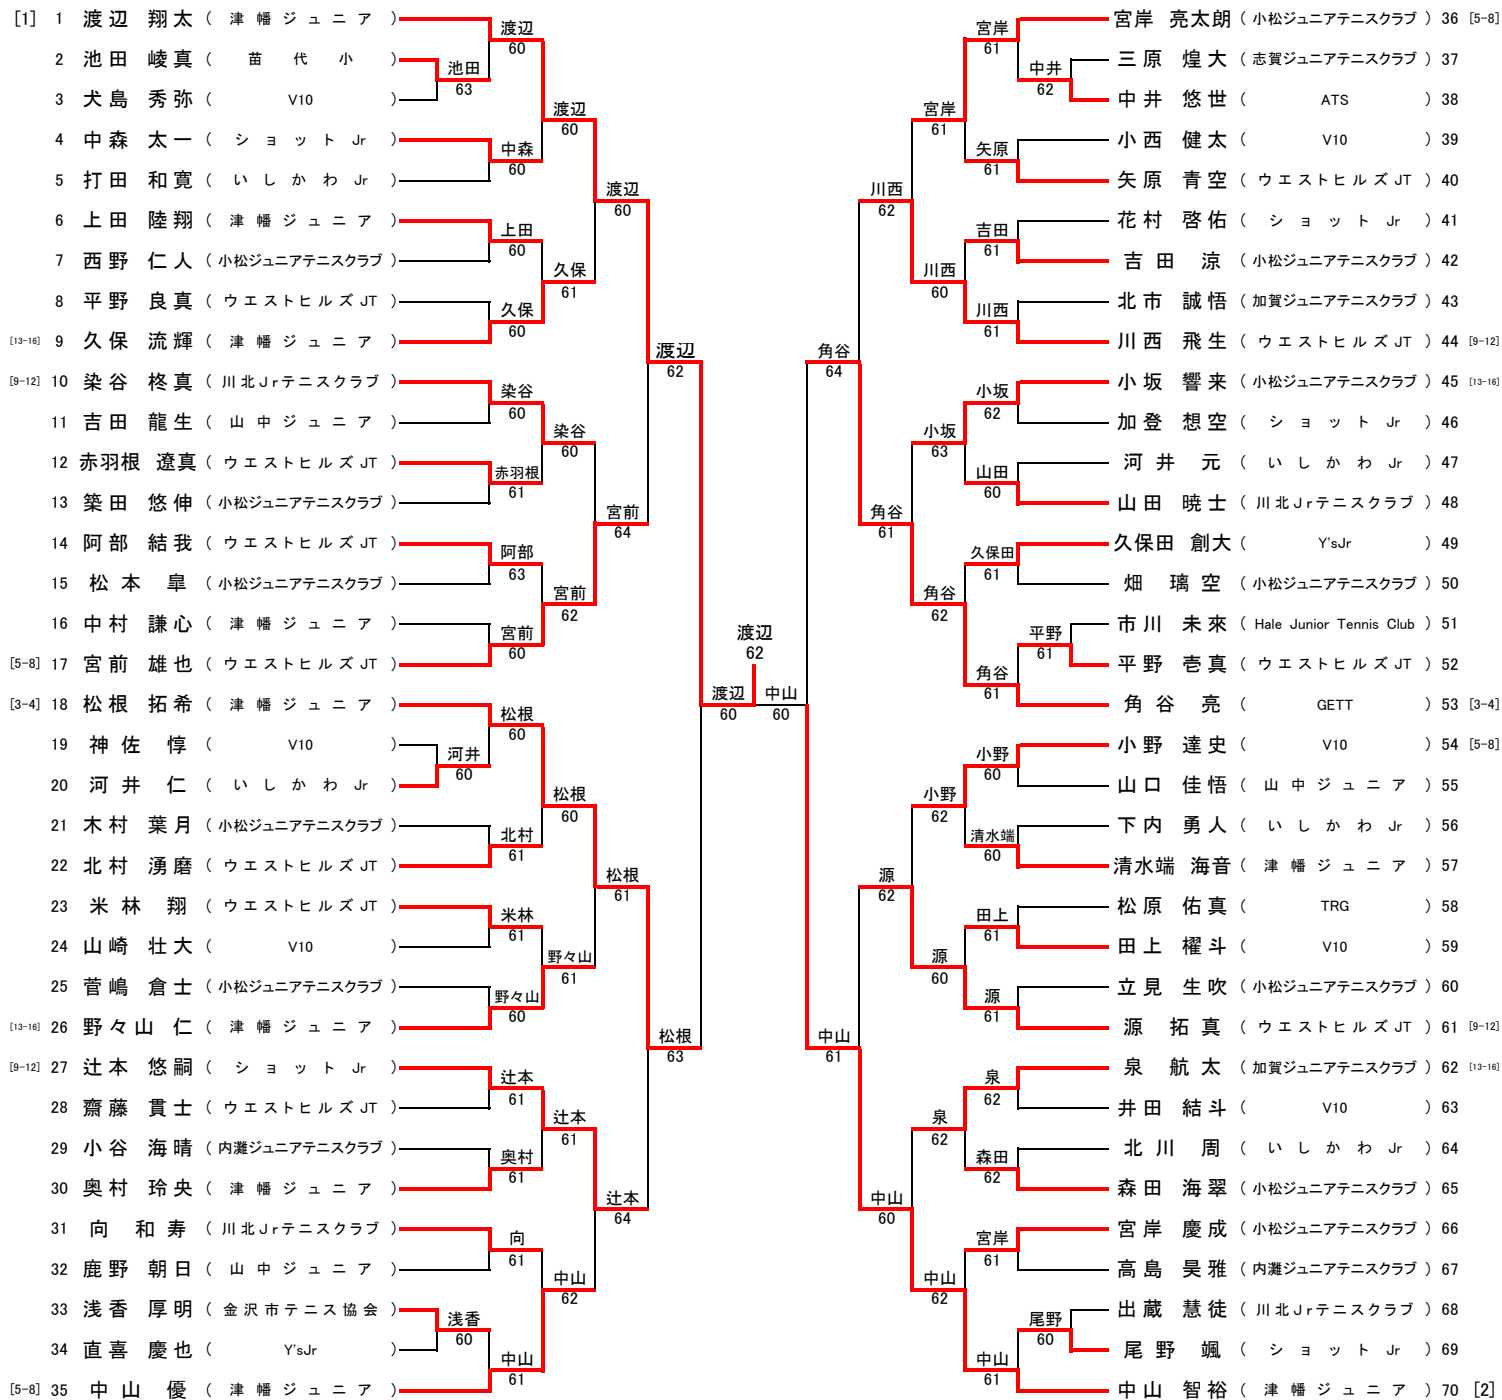 [1] 1 渡辺 翔太 ( 津幡ジュニア )
2 池田 崚真 ( 苗代小 )
3 犬島 秀弥 ( V10 )
4 中森 太一 ( ショットJr )
5 打田 和寛 ( いしかわJr )
6 上田 陸翔 ( 津幡ジュニア )
7 西野 仁人 ( 小松ジュニアテニスクラブ )
8 平野 良真 ( ウエストヒルズJT )
[13-16] 9 久保 流輝 ( 津幡ジュニア )
[9-12] 10 染谷 柊真 ( 川北Jrテニスクラブ )
11 吉田 龍生 ( 山中ジュニア )
12 赤羽根 遼真 ( ウエストヒルズJT )
13 築田 悠伸 ( 小松ジュニアテニスクラブ )
14 阿部 結我 ( ウエストヒルズJT )
15 松本 皐 ( 小松ジュニアテニスクラブ )
16 中村 謙心 ( 津幡ジュニア )
[5-8] 17 宮前 雄也 ( ウエストヒルズJT )
[3-4] 18 松根 拓希 ( 津幡ジュニア )
19 神佐 惇 ( V10 )
20 河井 仁 ( いしかわJr )
21 木村 葉月 ( 小松ジュニアテニスクラブ )
22 北村 湧磨 ( ウエストヒルズJT )
23 米林 翔 ( ウエストヒルズJT )
24 山崎 壮大 ( V10 )
25 菅嶋 倉士 ( 小松ジュニアテニスクラブ )
[13-16] 26 野々山 仁 ( 津幡ジュニア )
[9-12] 27 辻本 悠嗣 ( ショットJr )
28 齋藤 貫士 ( ウエストヒルズJT )
29 小谷 海晴 ( 内灘ジュニアテニスクラブ )
30 奥村 玲央 ( 津幡ジュニア )
31 向 和寿 ( 川北Jrテニスクラブ )
32 鹿野 朝日 ( 山中ジュニア )
33 浅香 厚明 ( 金沢市テニス協会 )
34 直喜 慶也 ( Y'sJr )
[5-8] 35 中山 優 ( 津幡ジュニア )
池田
63
河井
60
浅香
60
渡辺
60
中森
60
上田
60
久保
60
染谷
60
赤羽根
61
阿部
63
宮前
60
松根
60
北村
61
米林
61
野々山
60
辻本
61
奥村
61
向
61
中山
61
渡辺
60
久保
61
染谷
60
宮前
62
松根
60
野々山
61
辻本
61
中山
62
渡辺
60
宮前
64
松根
61
辻本
64
渡辺
62
松根
63
渡辺
60
渡辺
62
中山
60
角谷
64
中山
61
川西
62
角谷
61
源
62
中山
60
宮岸
61
川西
60
小坂
63
角谷
62
小野
62
源
60
泉
62
中山
62
宮岸
61
矢原
61
吉田
61
川西
61
小坂
62
山田
60
久保田
61
角谷
61
小野
60
清水端
60
田上
61
源
61
泉
62
森田
62
宮岸
61
中山
61
中井
62
平野
61
尾野
60
宮岸 亮太朗 ( 小松ジュニアテニスクラブ ) 36 [5-8]
三原 煌大 ( 志賀ジュニアテニスクラブ ) 37
中井 悠世 ( ATS ) 38
小西 健太 ( V10 ) 39
矢原 青空 ( ウエストヒルズJT ) 40
花村 啓佑 ( ショットJr ) 41
吉田 涼 ( 小松ジュニアテニスクラブ ) 42
北市 誠悟 ( 加賀ジュニアテニスクラブ ) 43
川西 飛生 ( ウエストヒルズJT ) 44 [9-12]
小坂 響来 ( 小松ジュニアテニスクラブ ) 45 [13-16]
加登 想空 ( ショットJr ) 46
河井 元 ( いしかわJr ) 47
山田 暁士 ( 川北Jrテニスクラブ ) 48
久保田 創大 ( Y'sJr ) 49
畑 璃空 ( 小松ジュニアテニスクラブ ) 50
市川 未來 ( Hale Junior Tennis Club ) 51
平野 壱真 ( ウエストヒルズJT ) 52
角谷 亮 ( GETT ) 53 [3-4]
小野 達史 ( V10 ) 54 [5-8]
山口 佳悟 ( 山中ジュニア ) 55
下内 勇人 ( いしかわJr ) 56
清水端 海音 ( 津幡ジュニア ) 57
松原 佑真 ( TRG ) 58
田上 櫂斗 ( V10 ) 59
立見 生吹 ( 小松ジュニアテニスクラブ ) 60
源 拓真 ( ウエストヒルズJT ) 61 [9-12]
泉 航太 ( 加賀ジュニアテニスクラブ ) 62 [13-16]
井田 結斗 ( V10 ) 63
北川 周 ( いしかわJr ) 64
森田 海翠 ( 小松ジュニアテニスクラブ ) 65
宮岸 慶成 ( 小松ジュニアテニスクラブ ) 66
高島 昊雅 ( 内灘ジュニアテニスクラブ ) 67
出蔵 慧徒 ( 川北Jrテニスクラブ ) 68
尾野 颯 ( ショットJr ) 69
中山 智裕 ( 津幡ジュニア ) 70 [2]